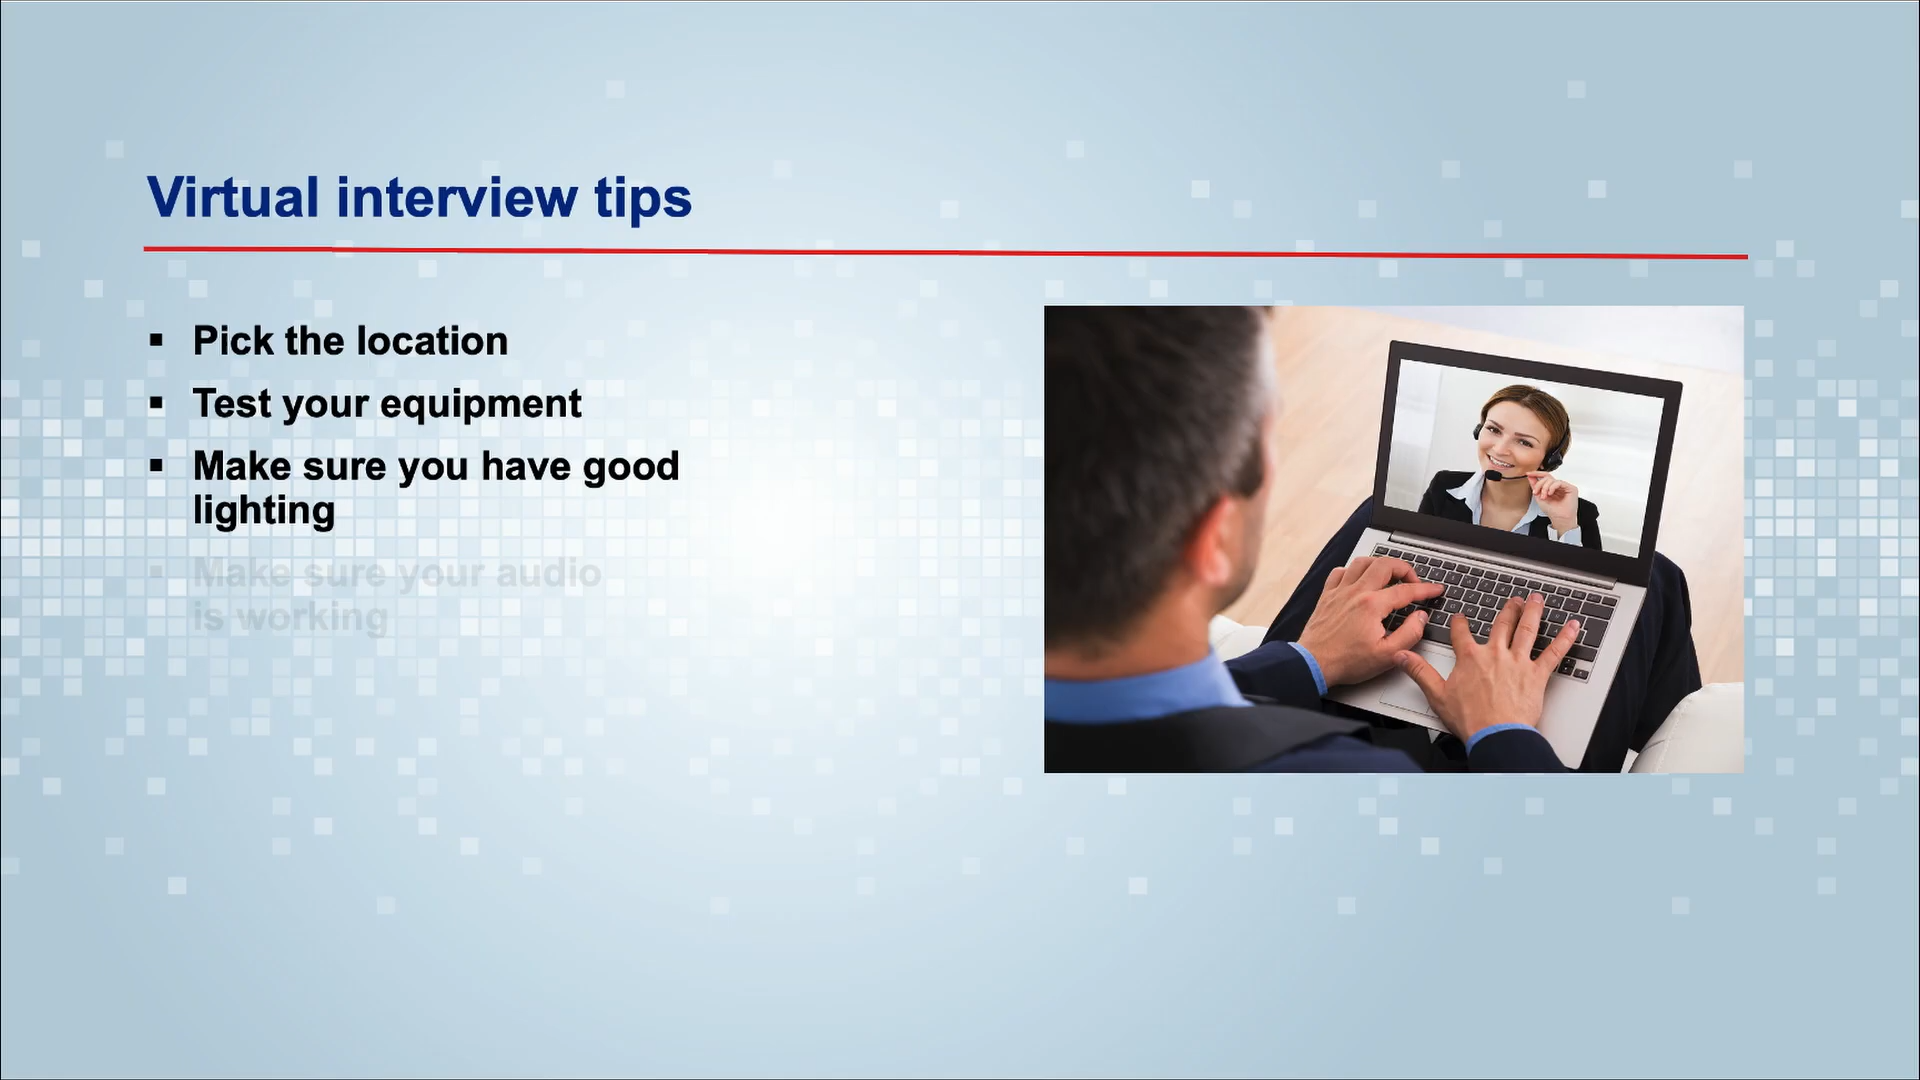 Virtual interview tips
▪ Pick the location
▪ Test your equipment
▪ Make sure you have good
lighting
▪ Make sure your audio
is working